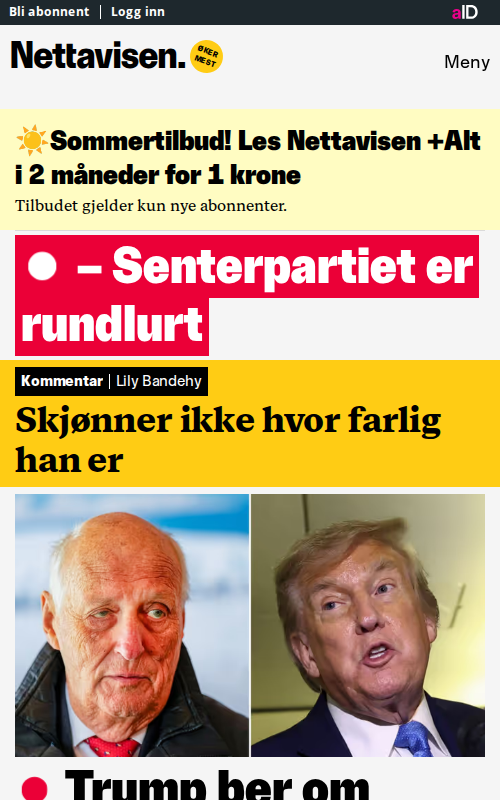 Bli abonnent | Logg inn
aID
Nettavisen.
ØKER
MEST
Meny
☀️Sommertilbud! Les Nettavisen +Alt
i 2 måneder for 1 krone
Tilbudet gjelder kun nye abonnenter.
– Senterpartiet er
rundlurt
Kommentar | Lily Bandehy
Skjønner ikke hvor farlig
han er
Trump ber om